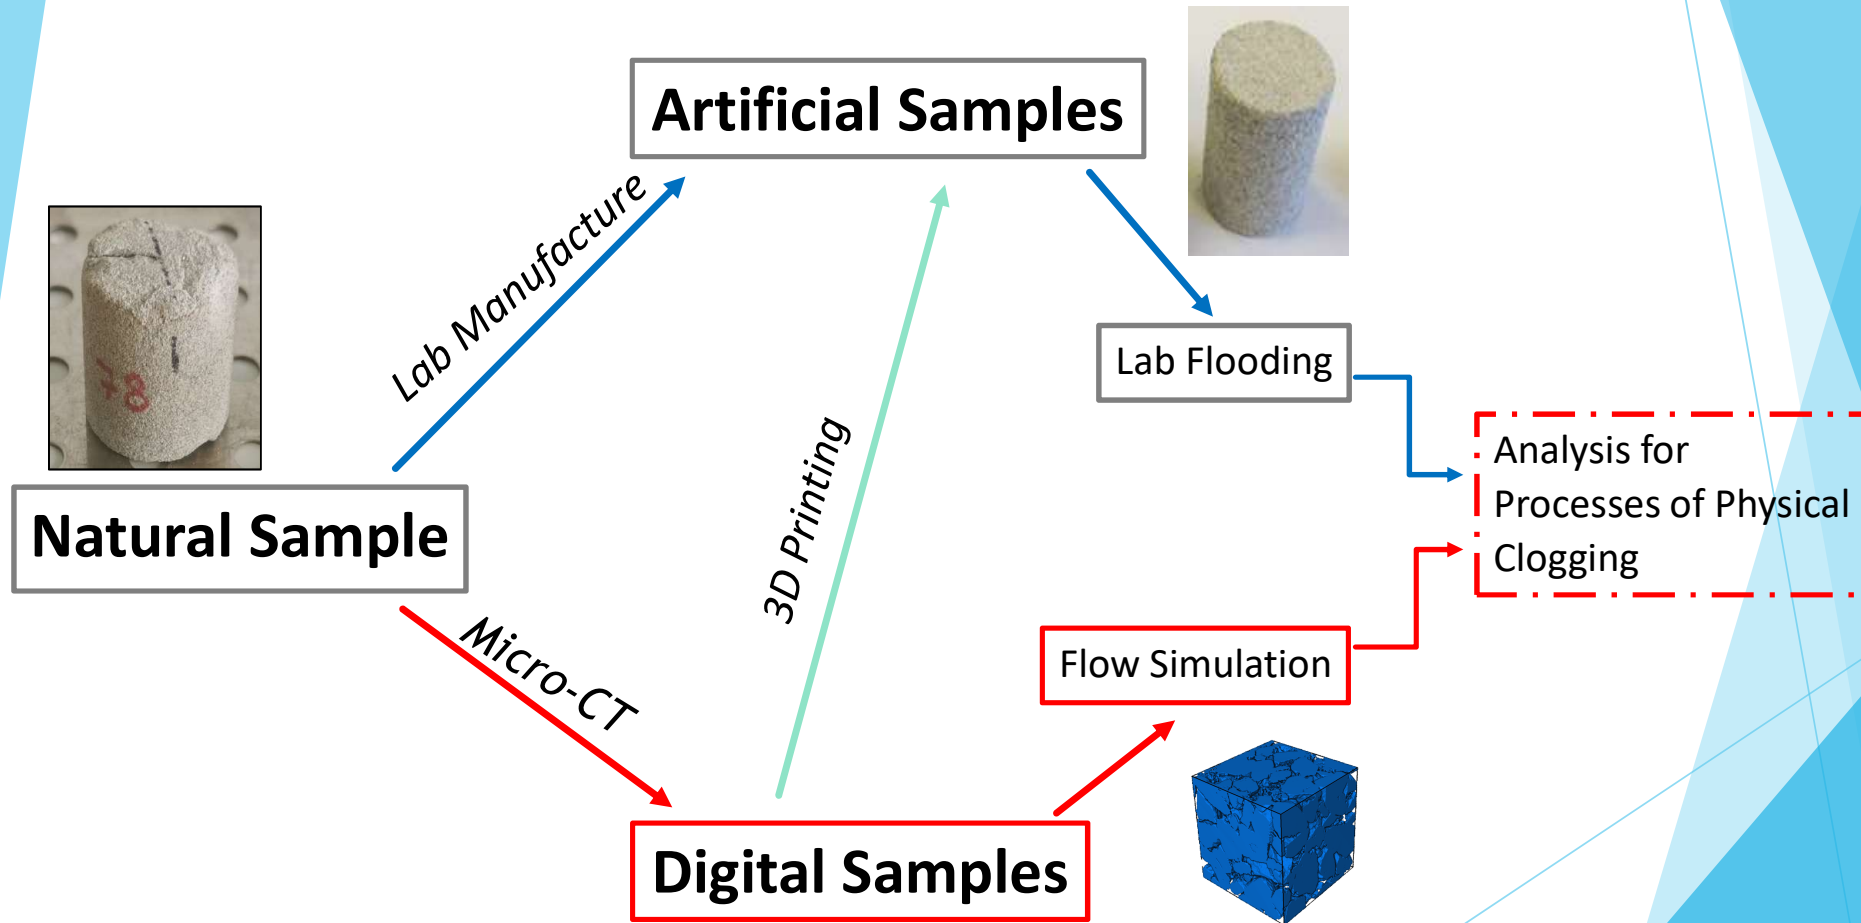 Artificial Samples
Lab Manufacture
78
Lab Flooding
3D Printing
Analysis for
Processes of Physical
Clogging
Natural Sample
Micro-CT
Flow Simulation
Digital Samples